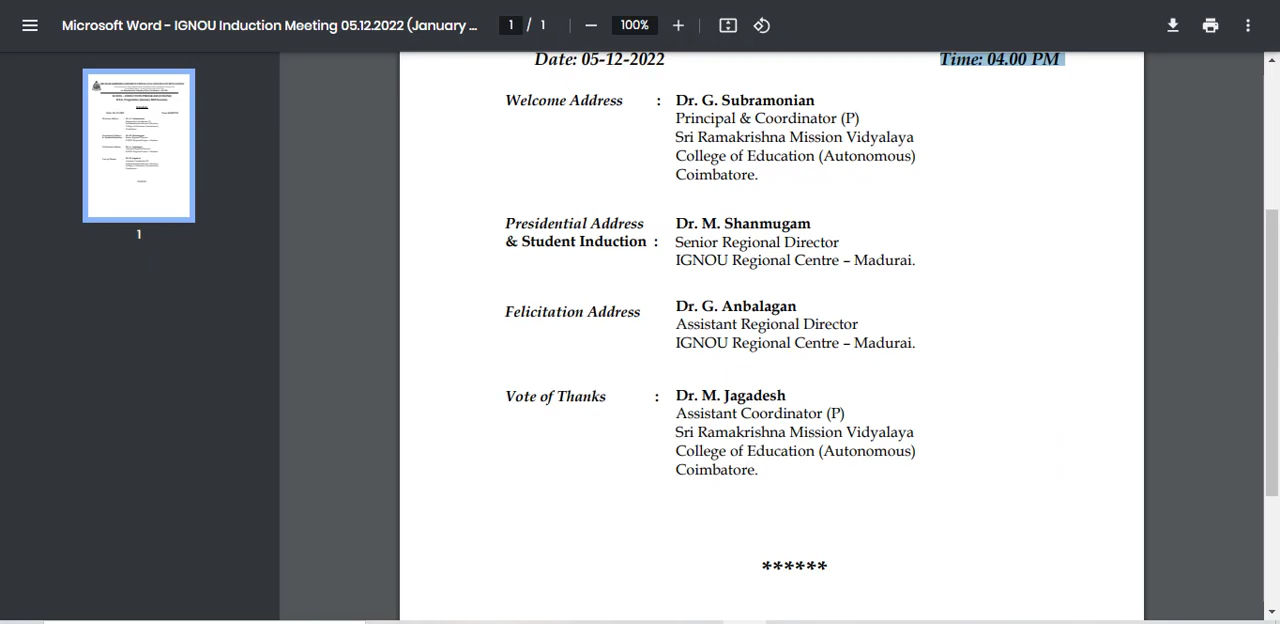 Microsoft Word - IGNOU Induction Meeting 05.12.2022 (January ...
1 / 1
100%
Date: 05-12-2022 Time: 04.00 PM
Welcome Address : Dr. G. Subramonian
Principal & Coordinator (P)
Sri Ramakrishna Mission Vidyalaya
College of Education (Autonomous)
Coimbatore.
Presidential Address Dr. M. Shanmugam
& Student Induction : Senior Regional Director
IGNOU Regional Centre – Madurai.
Felicitation Address Dr. G. Anbalagan
Assistant Regional Director
IGNOU Regional Centre – Madurai.
Vote of Thanks : Dr. M. Jagadesh
Assistant Coordinator (P)
Sri Ramakrishna Mission Vidyalaya
College of Education (Autonomous)
Coimbatore.
******
1